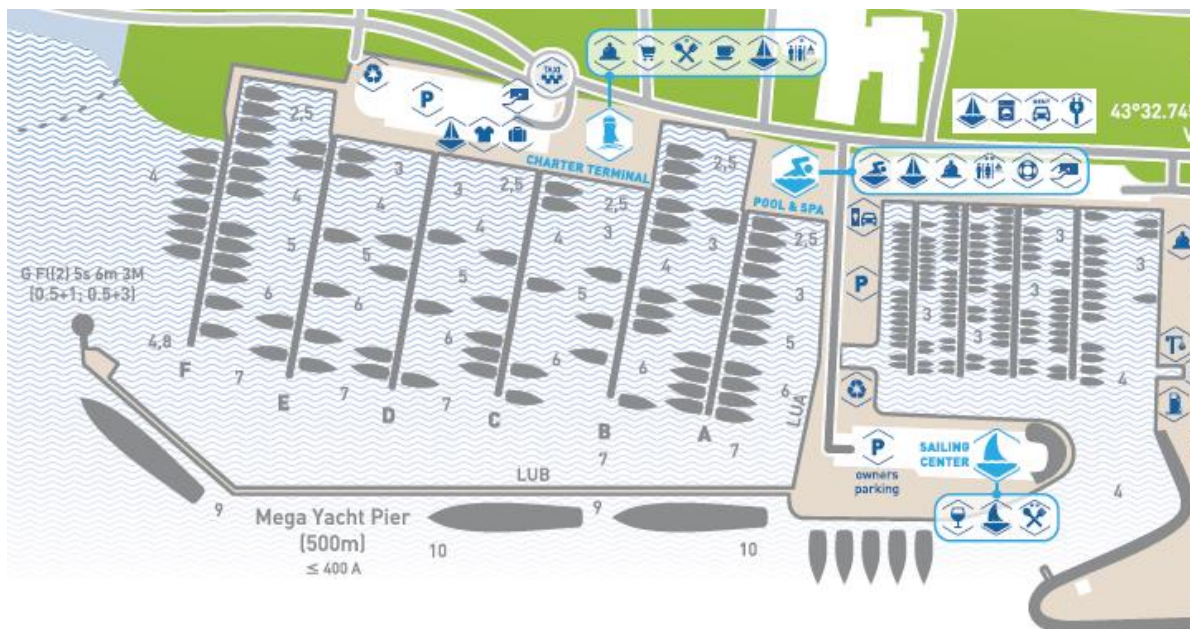 TAXI
P
RENT
43°32.74
CHARTER TERMINAL
POOL & SPA
2,5
2,5
3
3
2,5
2,5
2,5
2,5
4
4
4
4
4
3
3
3
3
3
3
3
4
5
5
5
5
5
P
G Fl(2) 5s 6m 3M
(0.5+1; 0.5+3)
6
6
6
6
6
6
4,8
F
7
E
7
D
7
C
B
A
7
7
LUA
4
LUB
P
owners
parking
SAILING
CENTER
4
9
Mega Yacht Pier
(500m)
≤ 400 A
9
10
10